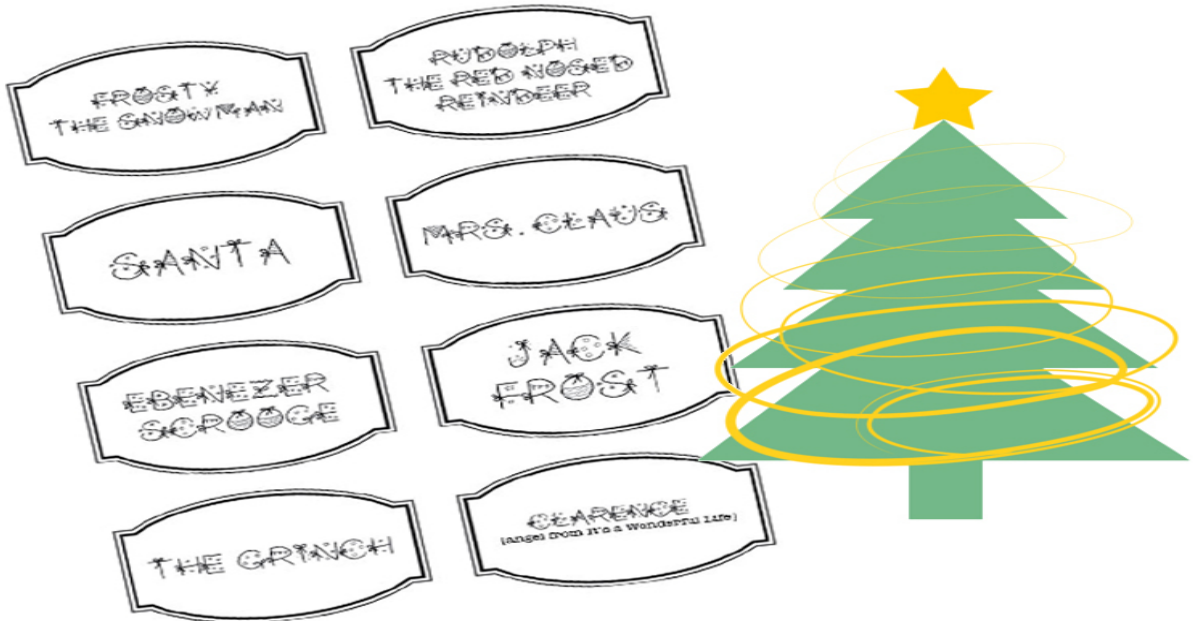 FROSTY
THE SNOWMAN
RUDOLPH
THE RED NOSED
REINDEER
SANTA
MRS. CLAUS
EBENEZER
SCROOGE
JACK
FROST
THE GRINCH
CLARENCE
(angel from It's a Wonderful Life)